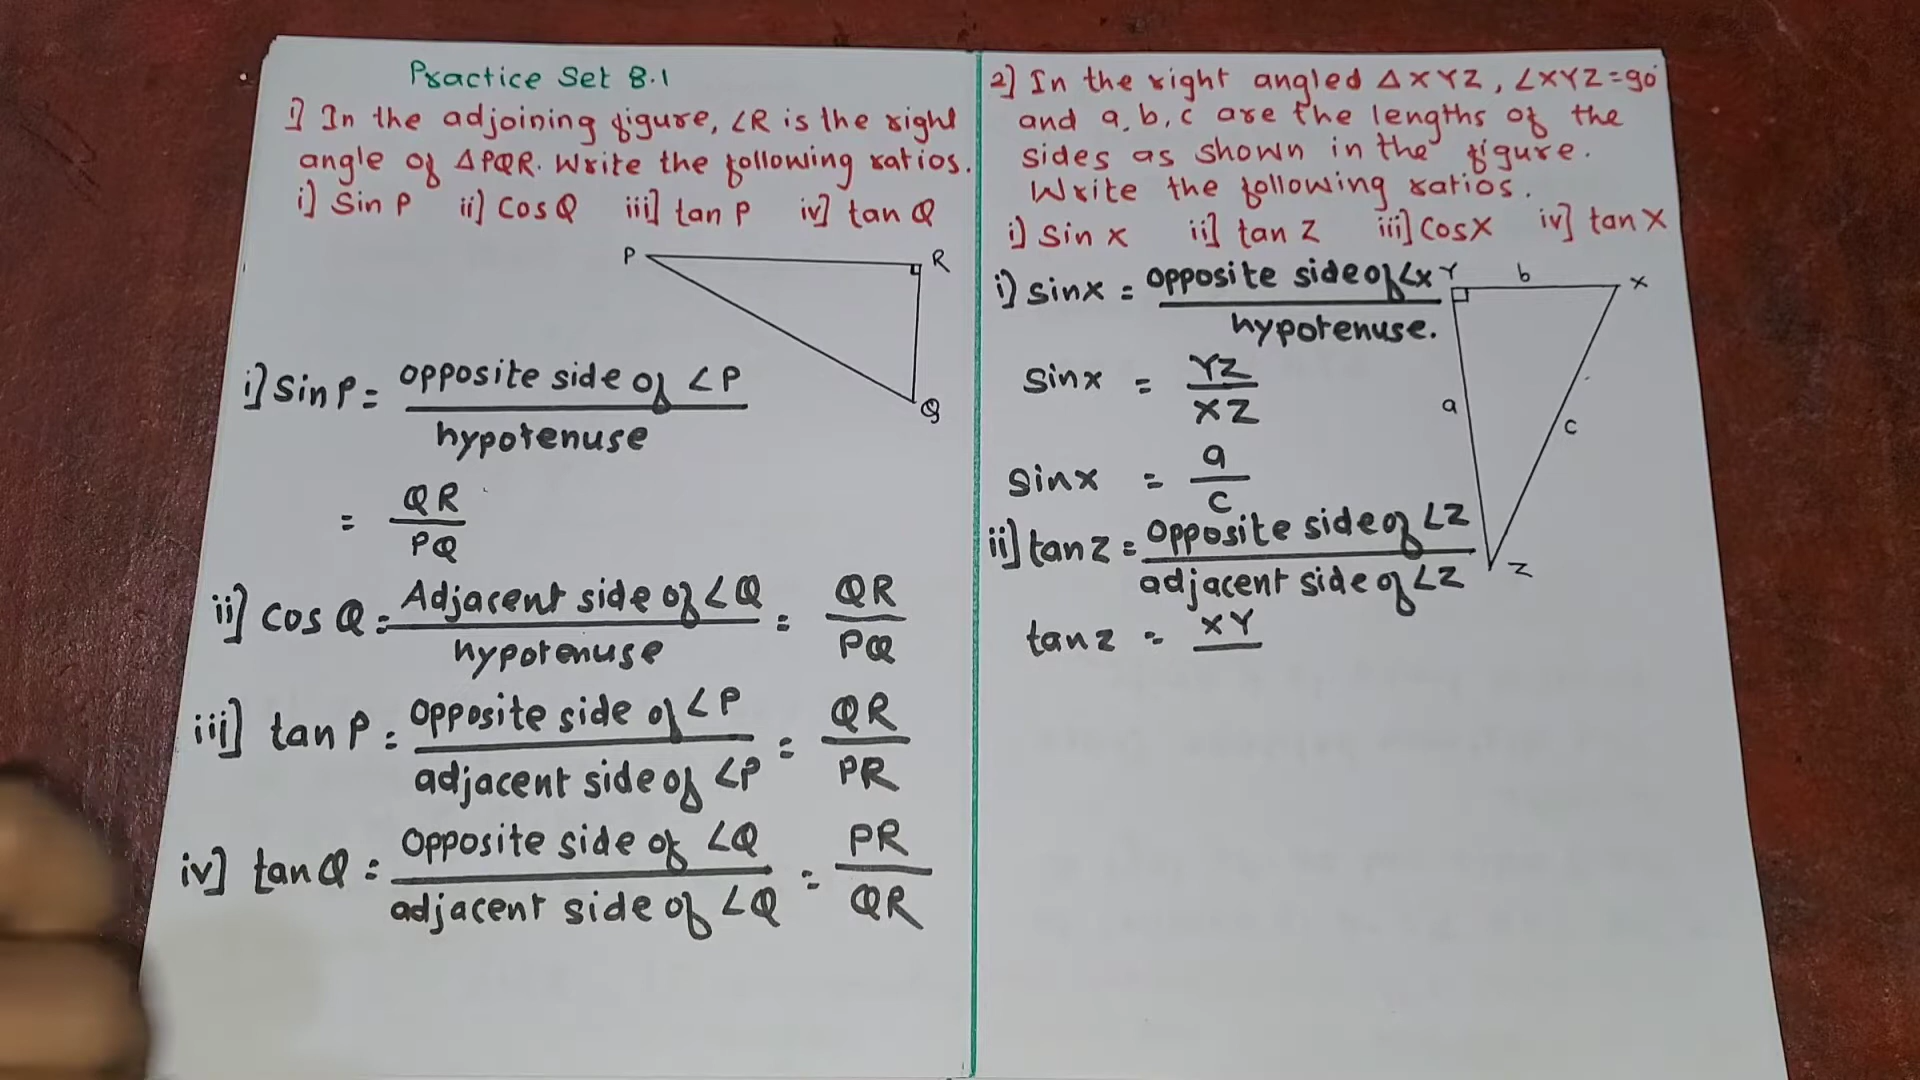 Practice Set 8.1
1] In the adjoining figure, ∠R is the right
angle of △PQR. Write the following ratios.
i] Sin P ii] Cos Q iii] tan P iv] tan Q
P
R
Q
i] Sin P = opposite side of ∠P
hypotenuse
= QR
PQ
ii] cos Q = Adjacent side of ∠Q = QR
hypotenuse PQ
iii] tan P = opposite side of ∠P = QR
adjacent side of ∠P PR
iv] tan Q = Opposite side of ∠Q = PR
adjacent side of ∠Q QR
2] In the right angled △XYZ, ∠XYZ=90°
and a, b, c are the lengths of the
sides as shown in the figure.
Write the following ratios.
i] Sin x ii] tan Z iii] Cos X iv] tan X
Y b X
a
c
Z
i] sin x = opposite side of ∠x
hypotenuse.
Sin x = YZ
XZ
Sin x = a
c
ii] tan z = opposite side of ∠Z
adjacent side of ∠Z
tan z = XY